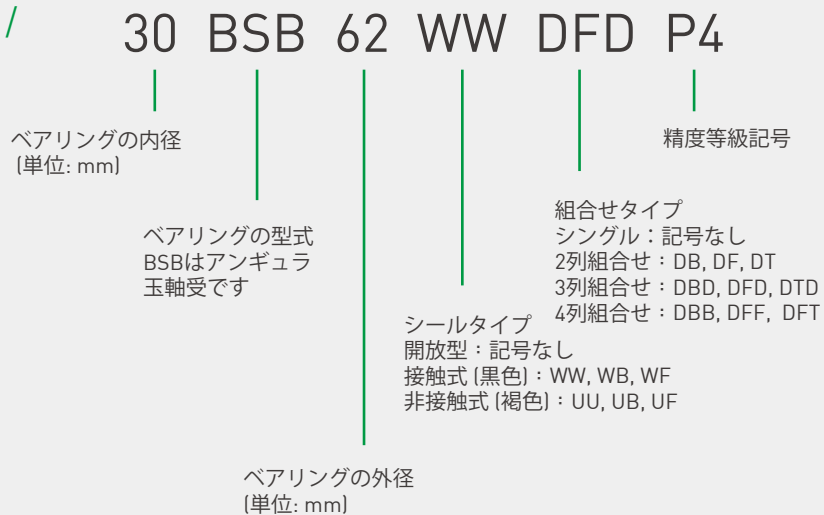 /
30 BSB 62 WW DFD P4
ベアリングの内径
(単位: mm)
精度等級記号
ベアリングの型式
BSBはアンギュラ
玉軸受です
組合せタイプ
シングル：記号なし
2列組合せ：DB, DF, DT
3列組合せ：DBD, DFD, DTD
4列組合せ：DBB, DFF, DFT
シールタイプ
開放型：記号なし
接触式 (黒色)：WW, WB, WF
非接触式 (褐色)：UU, UB, UF
ベアリングの外径
(単位: mm)